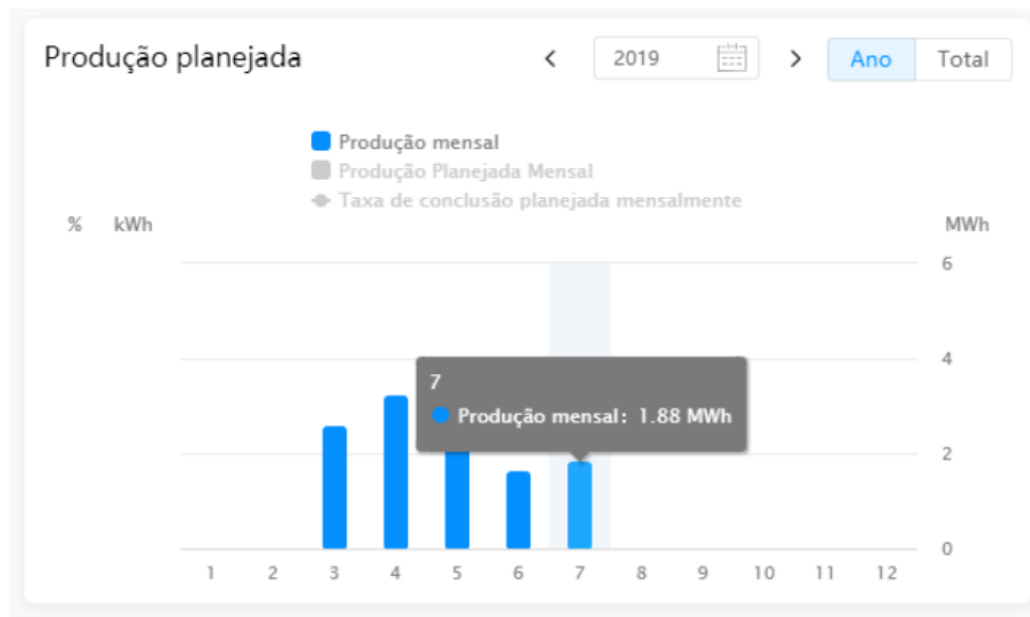 Produção planejada
2019
Ano Total
Produção mensal
Produção Planejada Mensal
Taxa de conclusão planejada mensalmente
% kWh MWh
6
4
7
Produção mensal: 1.88 MWh
2
0
1 2 3 4 5 6 7 8 9 10 11 12